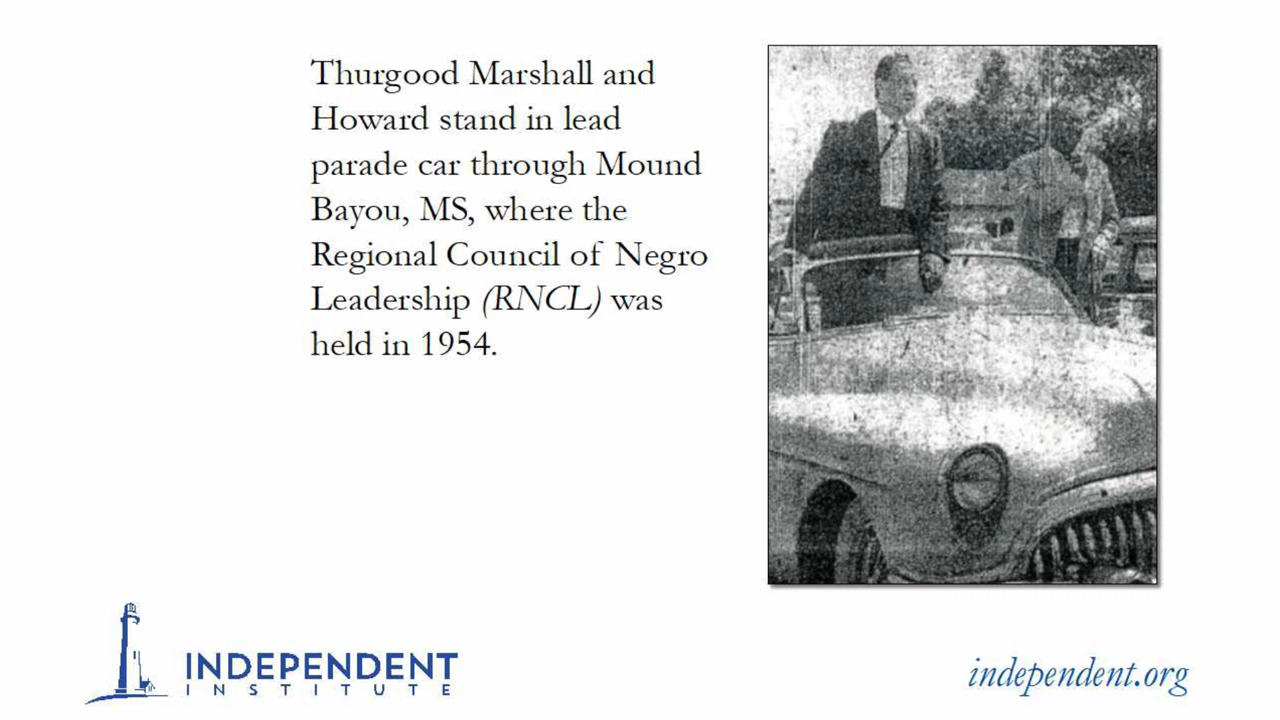 Thurgood Marshall and
Howard stand in lead
parade car through Mound
Bayou, MS, where the
Regional Council of Negro
Leadership (RNCL) was
held in 1954.
INDEPENDENT
INSTITUTE
independent.org